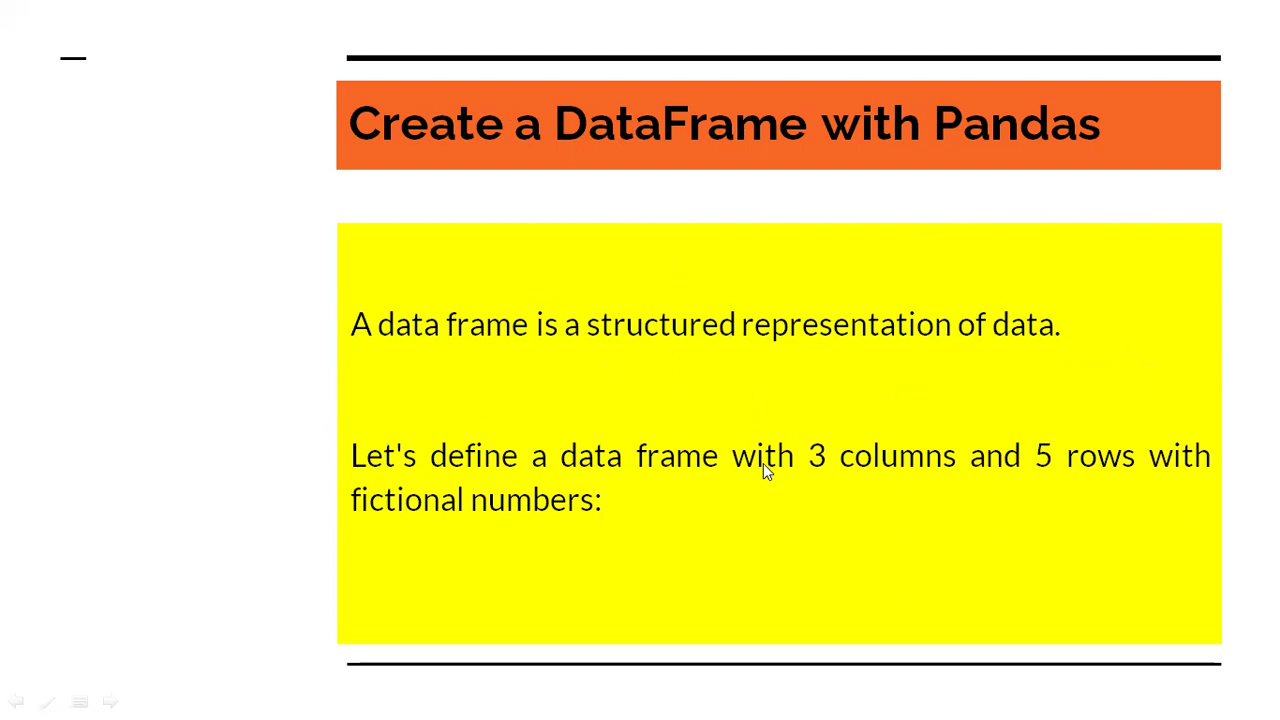 Create a DataFrame with Pandas
A data frame is a structured representation of data.
Let's define a data frame with 3 columns and 5 rows with
fictional numbers: